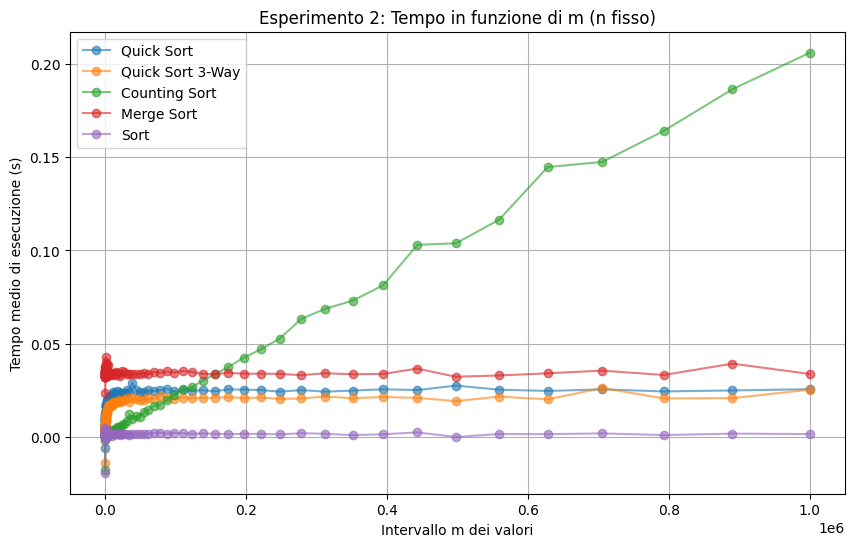 Esperimento 2: Tempo in funzione di m (n fisso)
Quick Sort
Quick Sort 3-Way
Counting Sort
Merge Sort
Sort
Tempo medio di esecuzione (s)
0.20
0.15
0.10
0.05
0.00
0.0 0.2 0.4 0.6 0.8 1.0
1e6
Intervallo m dei valori